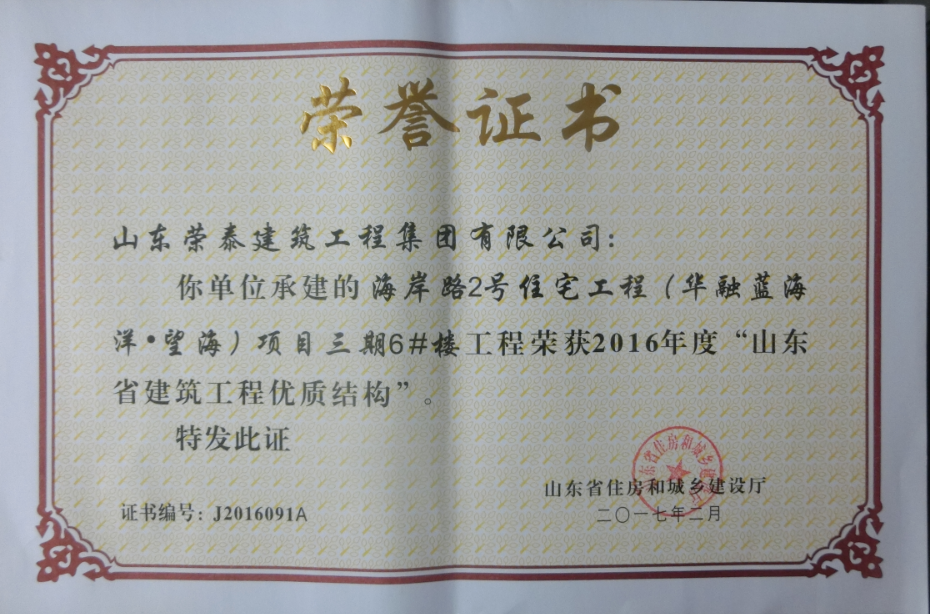 荣誉证书
山东荣泰建筑工程集团有限公司：
你单位承建的海岸路2号住宅工程（华融蓝海
洋·望海）项目三期6#楼工程荣获2016年度“山东
省建筑工程优质结构”。
特发此证
山东省住房和城乡建设厅
证书编号：J2016091A
二〇一七年二月